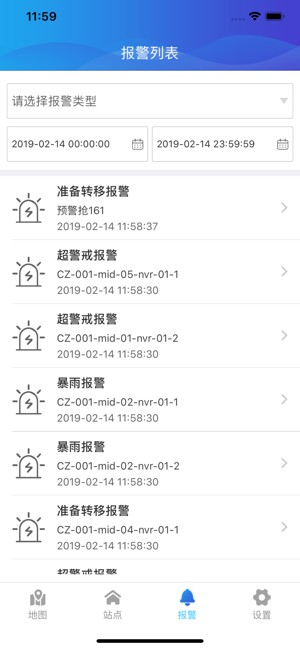 11:59
报警列表
请选择报警类型
2019-02-14 00:00:00
2019-02-14 23:59:59
准备转移报警
预警抢161
2019-02-14 11:58:37
超警戒报警
CZ-001-mid-05-nvr-01-1
2019-02-14 11:58:30
超警戒报警
CZ-001-mid-01-nvr-01-2
2019-02-14 11:58:30
暴雨报警
CZ-001-mid-02-nvr-01-1
2019-02-14 11:58:30
暴雨报警
CZ-001-mid-02-nvr-01-2
2019-02-14 11:58:30
准备转移报警
CZ-001-mid-04-nvr-01-1
2019-02-14 11:58:30
超警戒报警
地图
站点
报警
设置